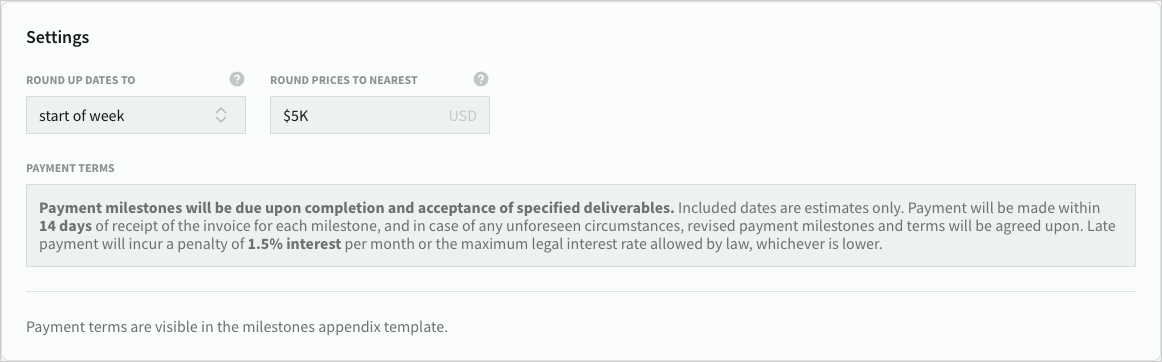 Settings
ROUND UP DATES TO ?
ROUND PRICES TO NEAREST ?
start of week
$5K USD
PAYMENT TERMS
Payment milestones will be due upon completion and acceptance of specified deliverables. Included dates are estimates only. Payment will be made within
14 days of receipt of the invoice for each milestone, and in case of any unforeseen circumstances, revised payment milestones and terms will be agreed upon. Late
payment will incur a penalty of 1.5% interest per month or the maximum legal interest rate allowed by law, whichever is lower.
Payment terms are visible in the milestones appendix template.